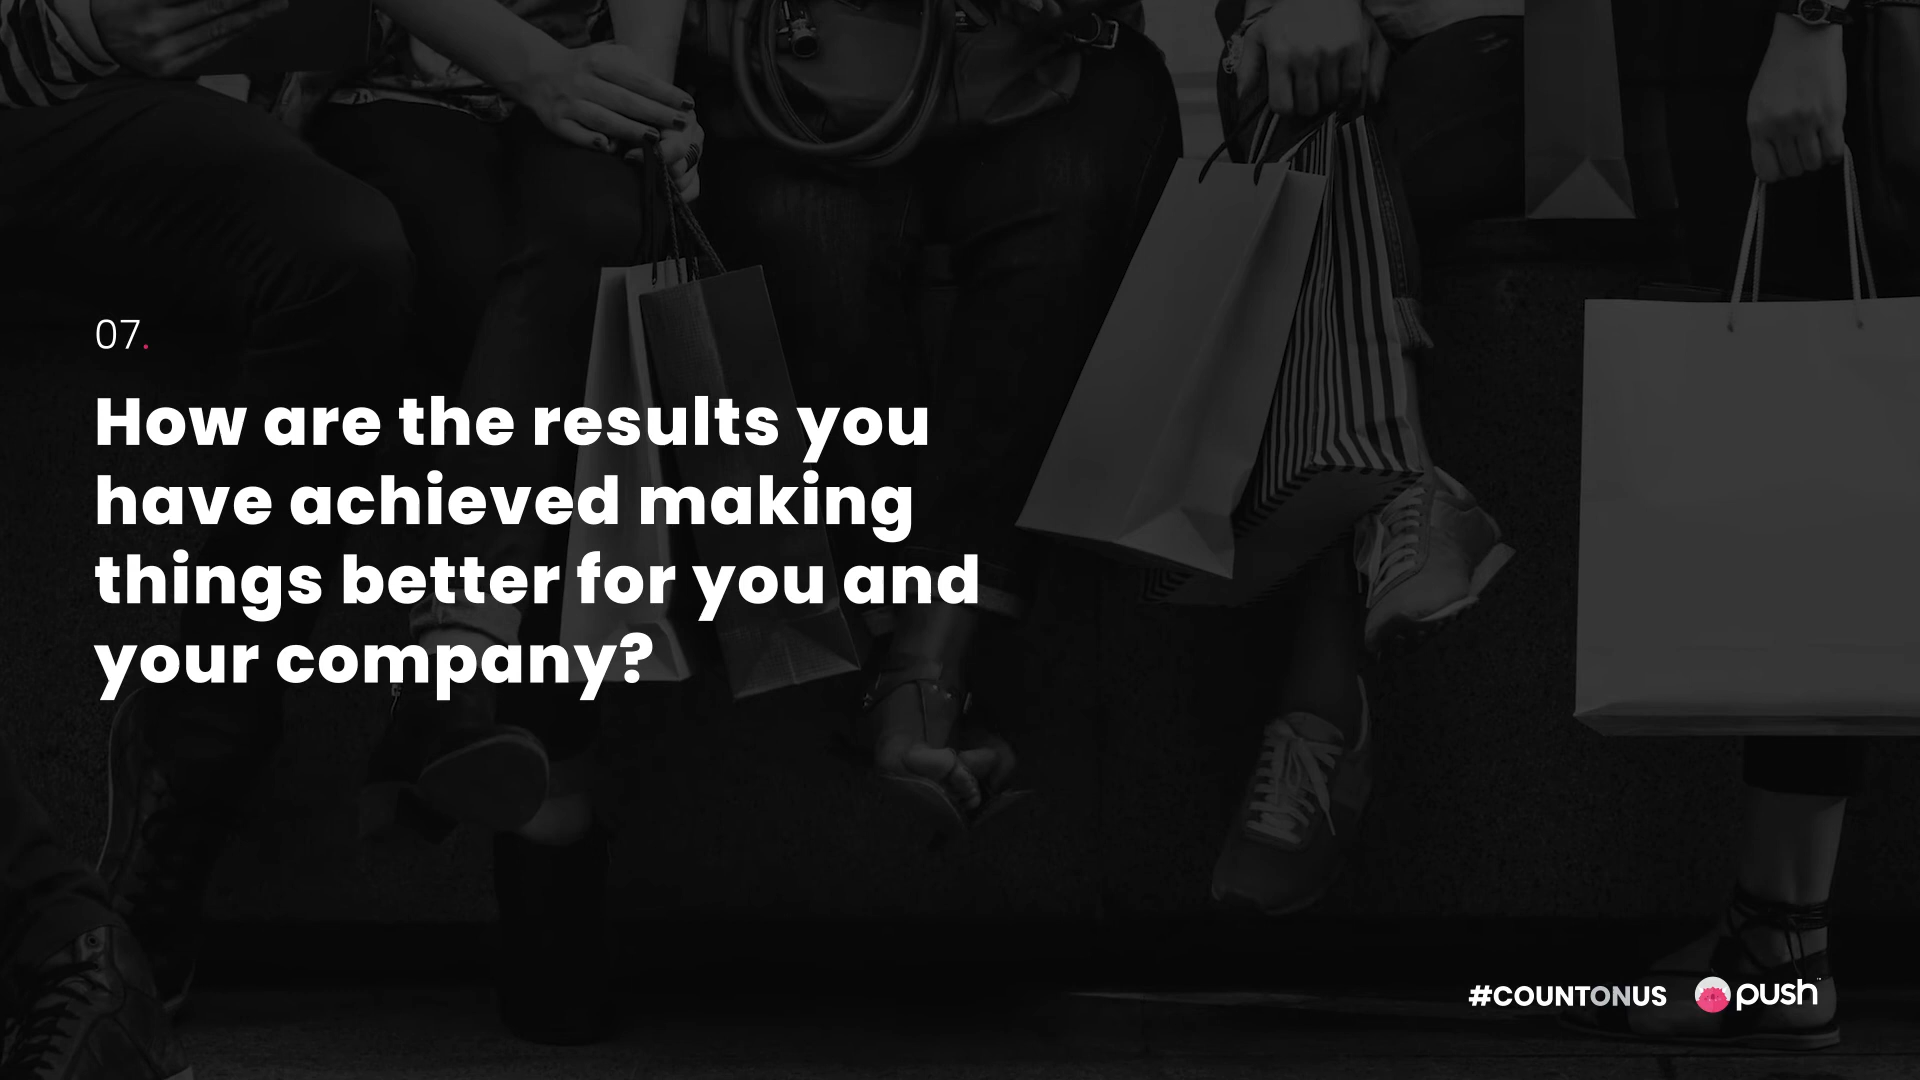 07.
How are the results you
have achieved making
things better for you and
your company?
#COUNTONUS push